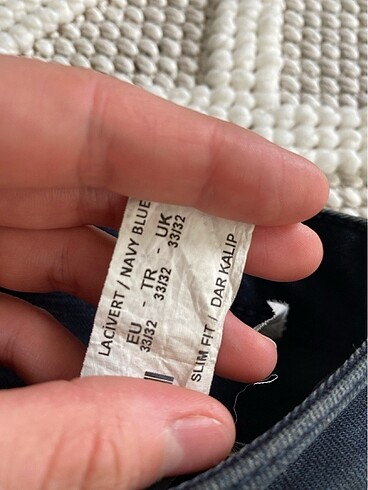 LACİVERT / NAVY BLUE
EU - TR - UK
33/32 33/32 33/32
SLIM FIT / DAR KALIP